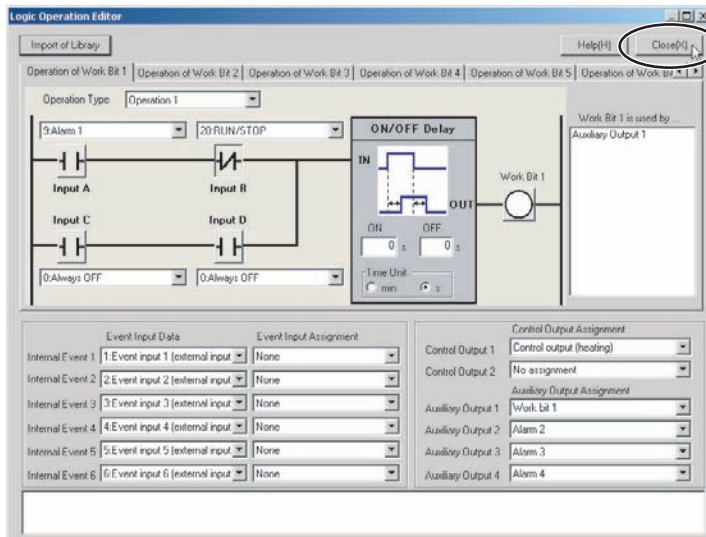 Logic Operation Editor
Import of Library
Help(H)
Close(X)
Operation of Work Bit 1
Operation of Work Bit 2
Operation of Work Bit 3
Operation of Work Bit 4
Operation of Work Bit 5
Operation of Work
Operation Type
Operation 1
9:Alarm 1
20:RUN/STOP
ON/OFF Delay
Work Bit 1 is used by ...
Auxiliary Output 1
IN
Input A
Input B
Work Bit 1
OUT
Input C
Input D
ON
OFF
0 s
0 s
0:Always OFF
0:Always OFF
Time Unit
min
s
Event Input Data
Event Input Assignment
Internal Event 1
1:Event input 1 (external input
None
Internal Event 2
2:Event input 2 (external input
None
Internal Event 3
3:Event input 3 (external input
None
Internal Event 4
4:Event input 4 (external input
None
Internal Event 5
5:Event input 5 (external input
None
Internal Event 6
6:Event input 6 (external input
None
Control Output Assignment
Control Output 1
Control output (heating)
Control Output 2
No assignment
Auxiliary Output Assignment
Auxiliary Output 1
Work bit 1
Auxiliary Output 2
Alarm 2
Auxiliary Output 3
Alarm 3
Auxiliary Output 4
Alarm 4